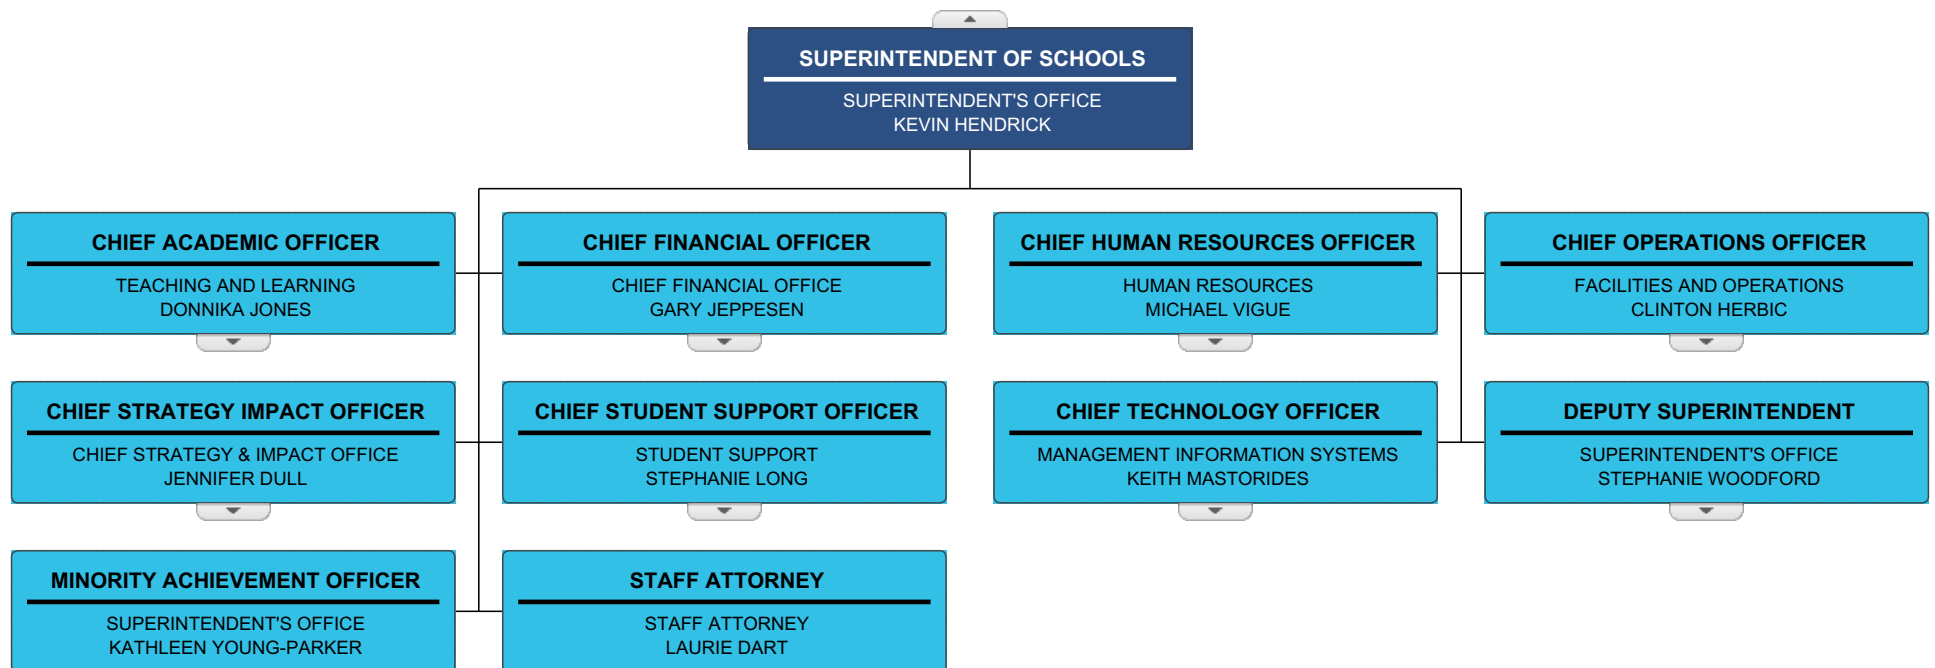 SUPERINTENDENT OF SCHOOLS
SUPERINTENDENT'S OFFICE
KEVIN HENDRICK
CHIEF ACADEMIC OFFICER
TEACHING AND LEARNING
DONNIKA JONES
CHIEF FINANCIAL OFFICER
CHIEF FINANCIAL OFFICE
GARY JEPPESEN
CHIEF HUMAN RESOURCES OFFICER
HUMAN RESOURCES
MICHAEL VIGUE
CHIEF OPERATIONS OFFICER
FACILITIES AND OPERATIONS
CLINTON HERBIC
CHIEF STRATEGY IMPACT OFFICER
CHIEF STRATEGY & IMPACT OFFICE
JENNIFER DULL
CHIEF STUDENT SUPPORT OFFICER
STUDENT SUPPORT
STEPHANIE LONG
CHIEF TECHNOLOGY OFFICER
MANAGEMENT INFORMATION SYSTEMS
KEITH MASTORIDES
DEPUTY SUPERINTENDENT
SUPERINTENDENT'S OFFICE
STEPHANIE WOODFORD
MINORITY ACHIEVEMENT OFFICER
SUPERINTENDENT'S OFFICE
KATHLEEN YOUNG-PARKER
STAFF ATTORNEY
STAFF ATTORNEY
LAURIE DART